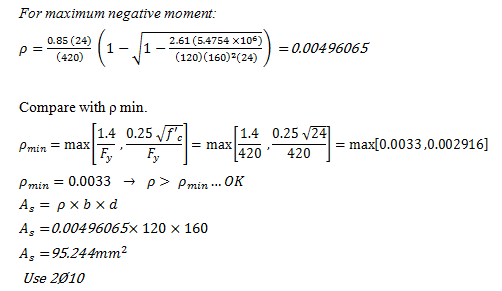 For maximum negative moment:
ρ = 0.85 (24) / (420) (1 − √(1 − 2.61 (5.4754 ×10⁶) / (120)(160)²(24))) = 0.00496065
Compare with ρ min.
ρmin = max[1.4 / Fy , 0.25 √f′c / Fy] = max[1.4 / 420 , 0.25 √24 / 420] = max[0.0033 ,0.002916]
ρmin = 0.0033 → ρ > ρmin … OK
As = ρ × b × d
As =0.00496065× 120 × 160
As =95.244mm²
Use 2Ø10